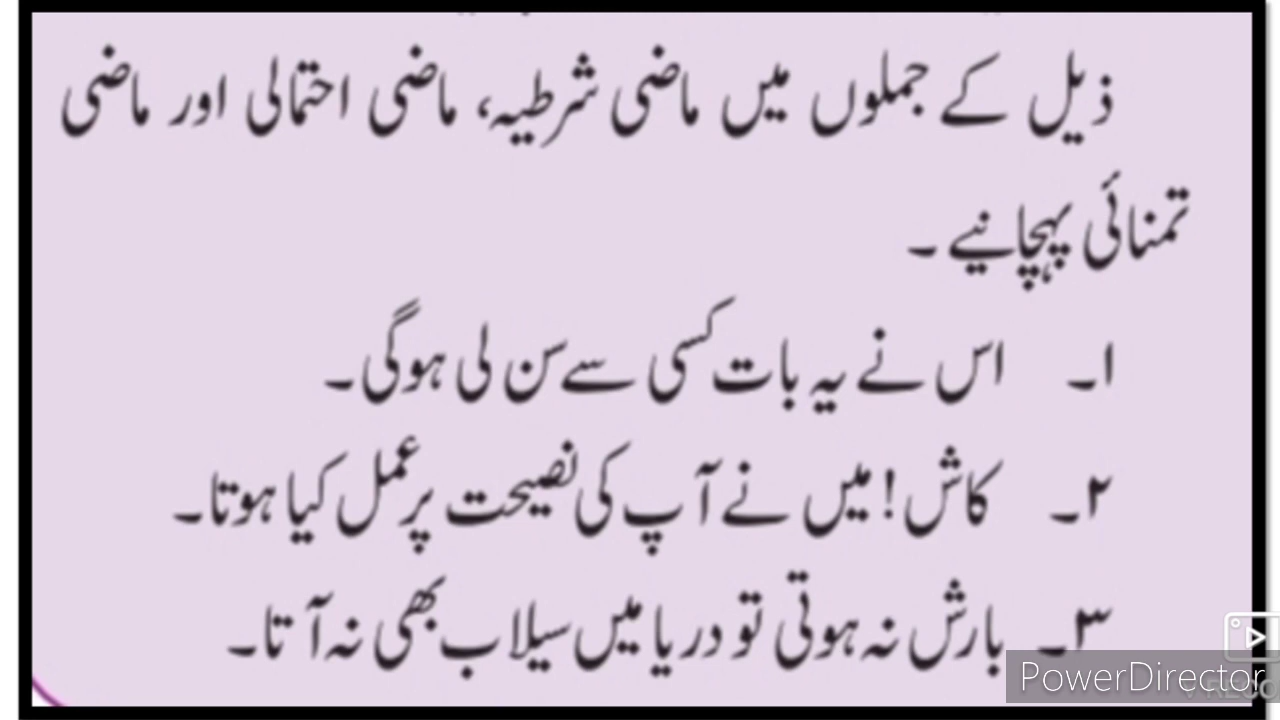 ذیل کے جملوں میں ماضی شرطیہ، ماضی احتمالی اور ماضی
تمنائی پہچانیے ۔
۱۔ اس نے یہ بات کسی سے سن لی ہوگی۔
۲۔ کاش! میں نے آپ کی نصیحت پر عمل کیا ہوتا۔
۳۔ بارش نہ ہوتی تو دریا میں سیلاب بھی نہ آتا۔
PowerDirector